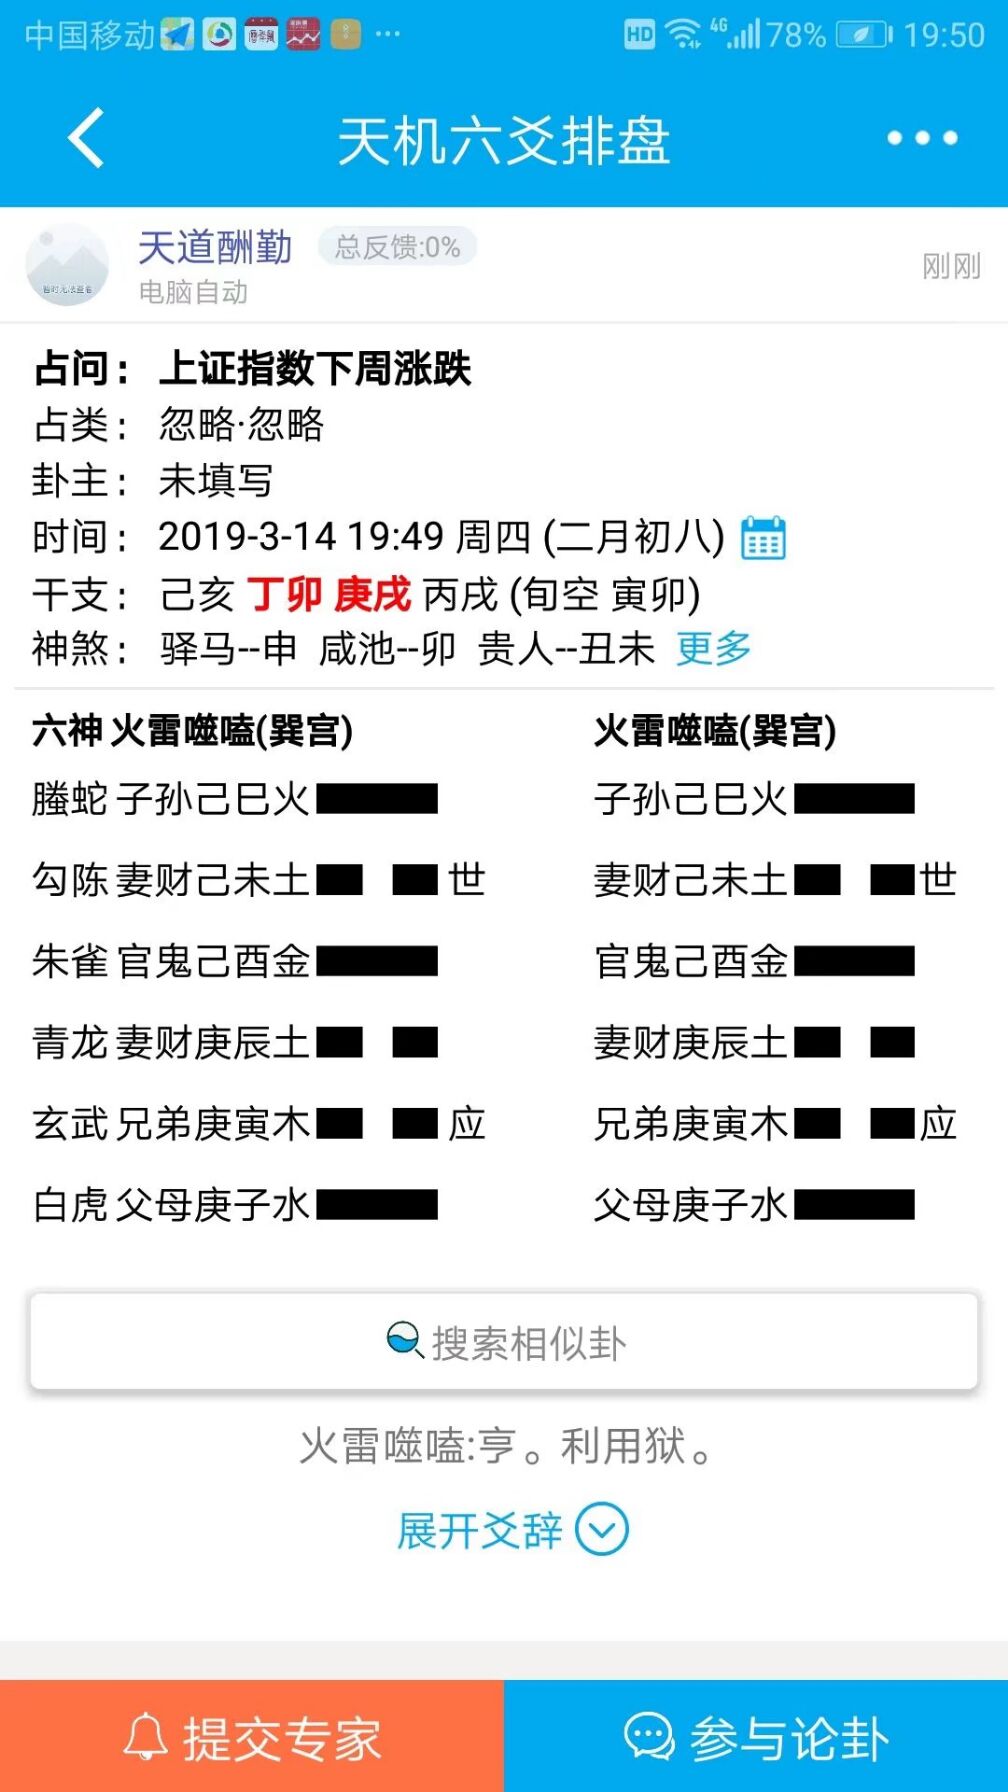 中国移动 ··· HD 4G 78% 19:50
天机六爻排盘
天道酬勤 总反馈:0%
电脑自动 刚刚
占问： 上证指数下周涨跌
占类： 忽略·忽略
卦主： 未填写
时间： 2019-3-14 19:49 周四 (二月初八)
干支： 己亥 丁卯 庚戌 丙戌 (旬空 寅卯)
神煞： 驿马--申 咸池--卯 贵人--丑未 更多
六神 火雷噬嗑(巽宫) 火雷噬嗑(巽宫)
螣蛇 子孙己巳火 子孙己巳火
勾陈 妻财己未土 世 妻财己未土 世
朱雀 官鬼己酉金 官鬼己酉金
青龙 妻财庚辰土 妻财庚辰土
玄武 兄弟庚寅木 应 兄弟庚寅木 应
白虎 父母庚子水 父母庚子水
搜索相似卦
火雷噬嗑:亨。利用狱。
展开爻辞
提交专家 参与论卦